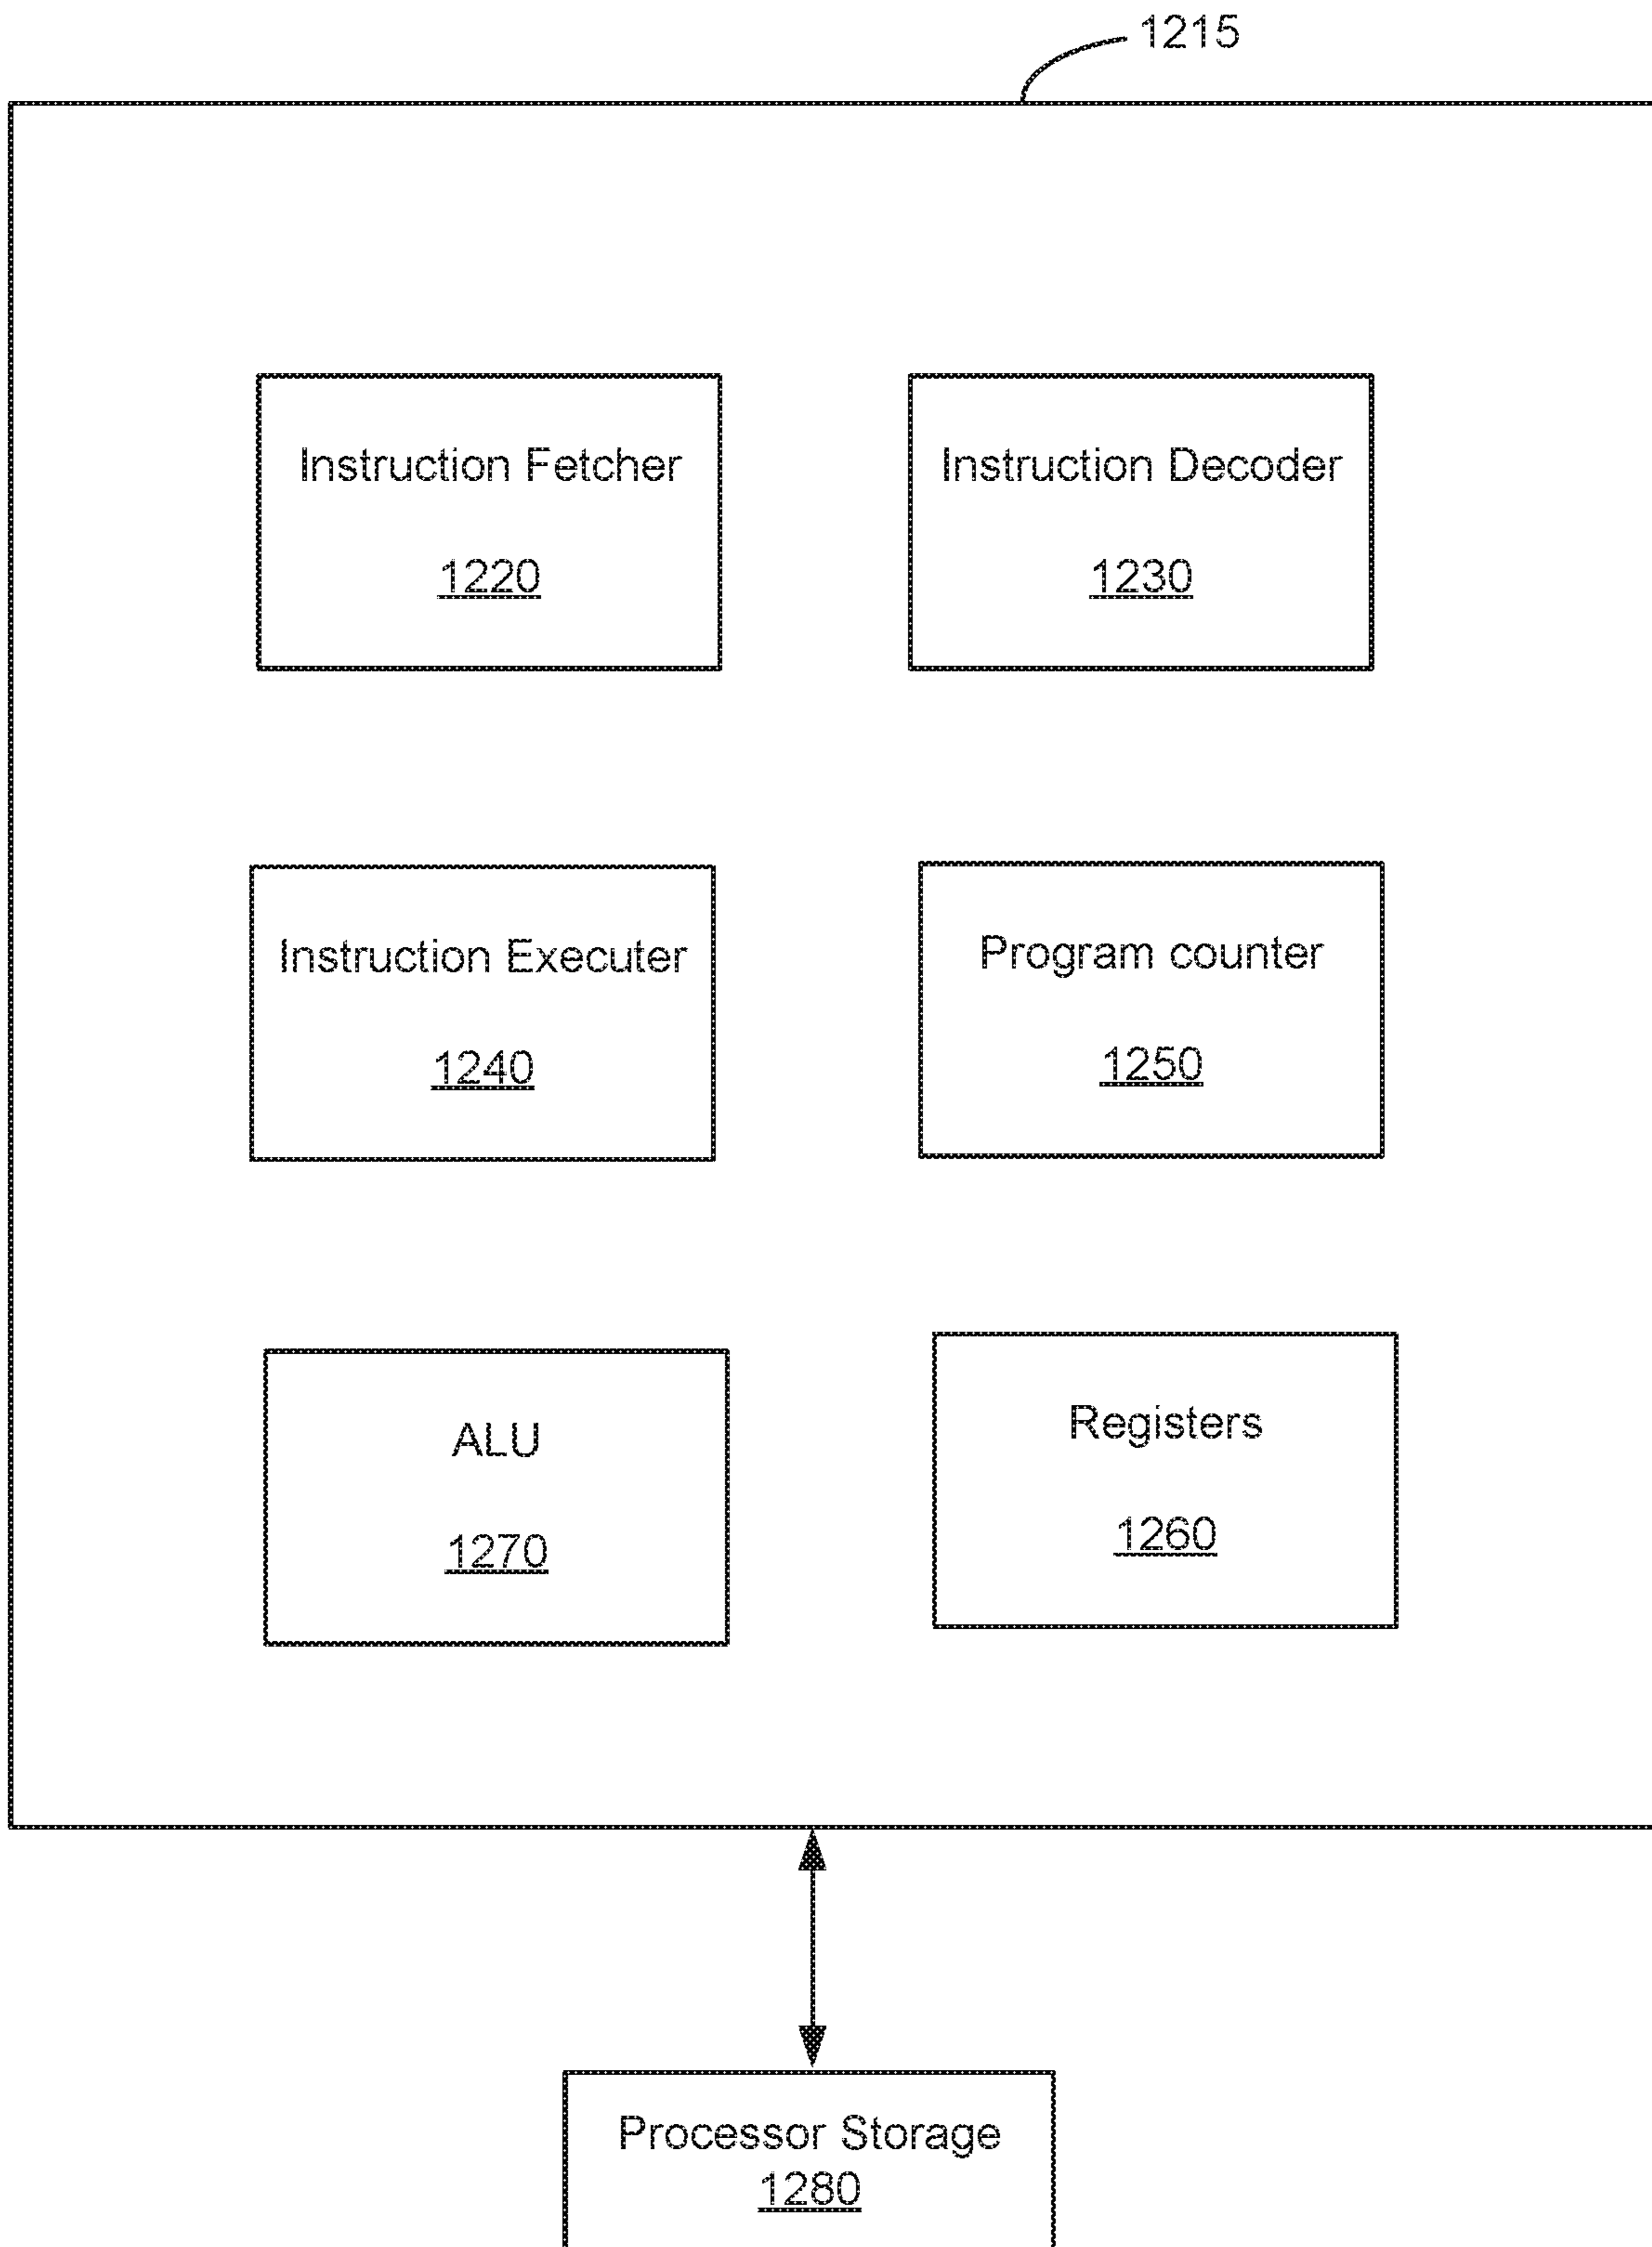 1215
Instruction Fetcher
1220
Instruction Decoder
1230
Instruction Executer
1240
Program counter
1250
ALU
1270
Registers
1260
Processor Storage
1280